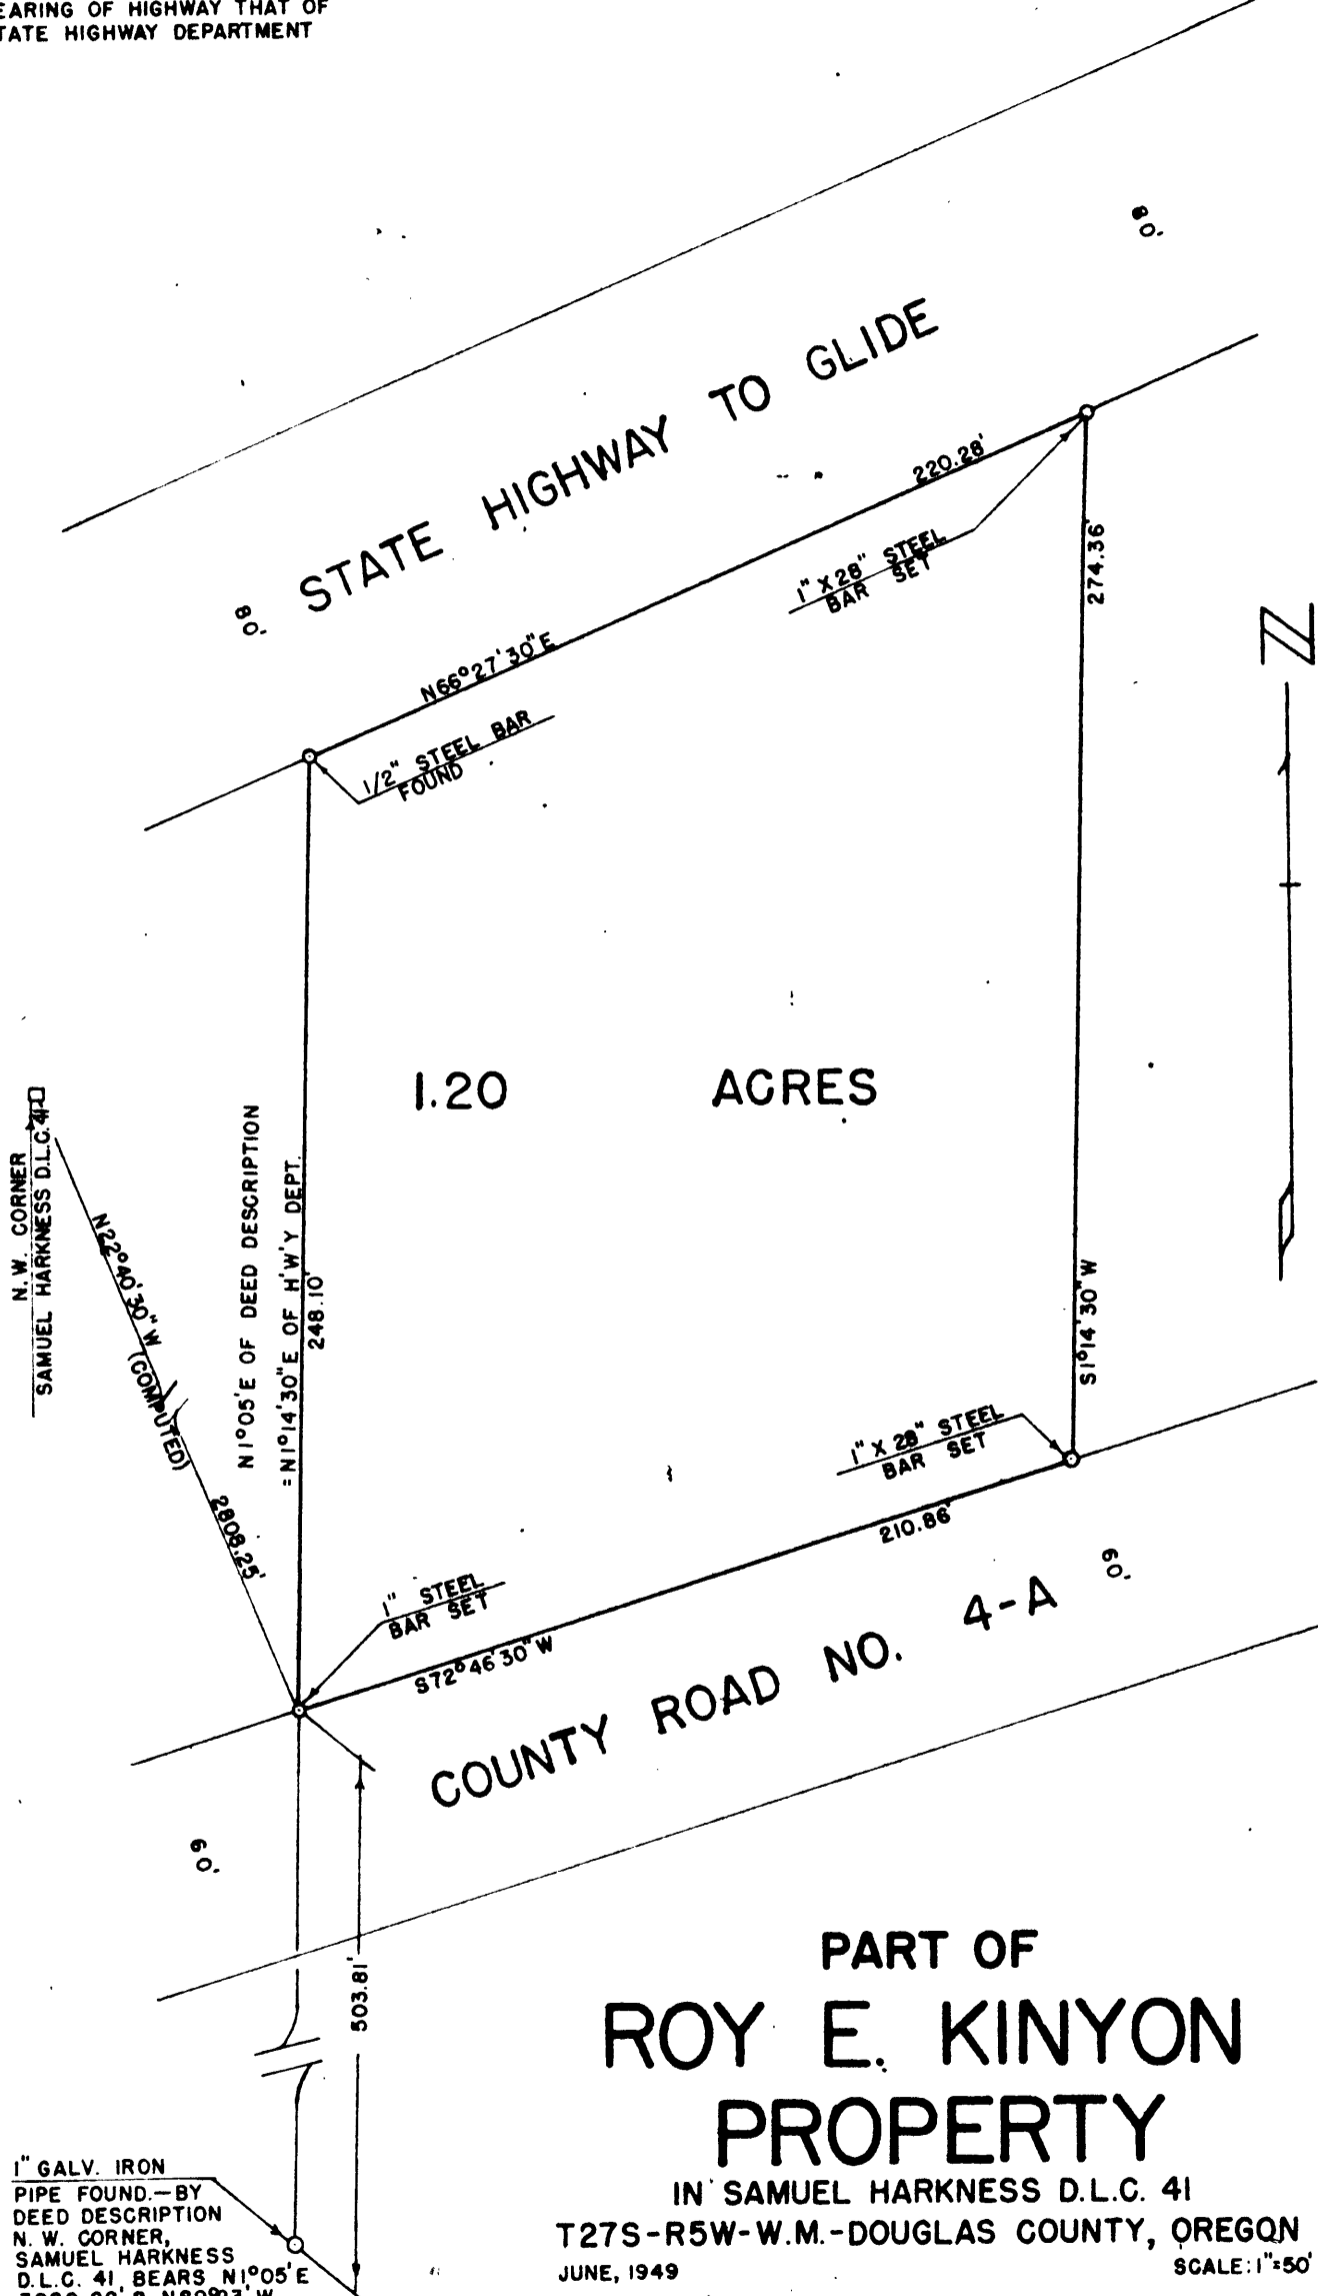 EARING OF HIGHWAY THAT OF
TATE HIGHWAY DEPARTMENT
80'
STATE HIGHWAY TO GLIDE
80'
220.28'
1" X 28" STEEL
BAR SET
274.36'
N66°27'30"E
1/2" STEEL BAR
FOUND
N
1.20 ACRES
N.W. CORNER
SAMUEL HARKNESS D.L.C. 41
N22°40'30"W
(COMPUTED)
2808.25'
N1°05'E OF DEED DESCRIPTION
=N1°14'30"E OF H'W'Y DEPT.
248.10'
S1°14'30"W
1" X 28" STEEL
BAR SET
210.86'
1" STEEL
BAR SET
S72°46'30"W
60'
COUNTY ROAD NO. 4-A
60'
503.81'
PART OF
ROY E. KINYON
PROPERTY
IN SAMUEL HARKNESS D.L.C. 41
T27S-R5W-W.M.-DOUGLAS COUNTY, OREGON
JUNE, 1949
SCALE: 1"=50'
1" GALV. IRON
PIPE FOUND.—BY
DEED DESCRIPTION
N. W. CORNER,
SAMUEL HARKNESS
D.L.C. 41 BEARS N1°05'E